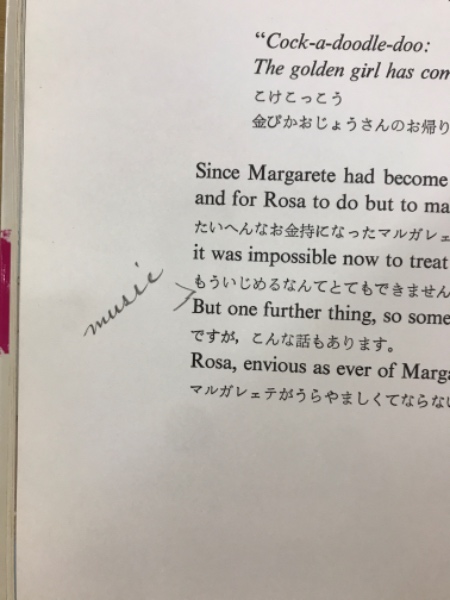 “Cock-a-doodle-doo:
The golden girl has com
こけこっこう
金ぴかおじょうさんのお帰り
Since Margarete had become
and for Rosa to do but to ma
たいへんなお金持になったマルガレェ
it was impossible now to treat
もういじめるなんてとてもできません
music
But one further thing, so some
ですが，こんな話もあります。
Rosa, envious as ever of Marga
マルガレェテがうらやましくてならない